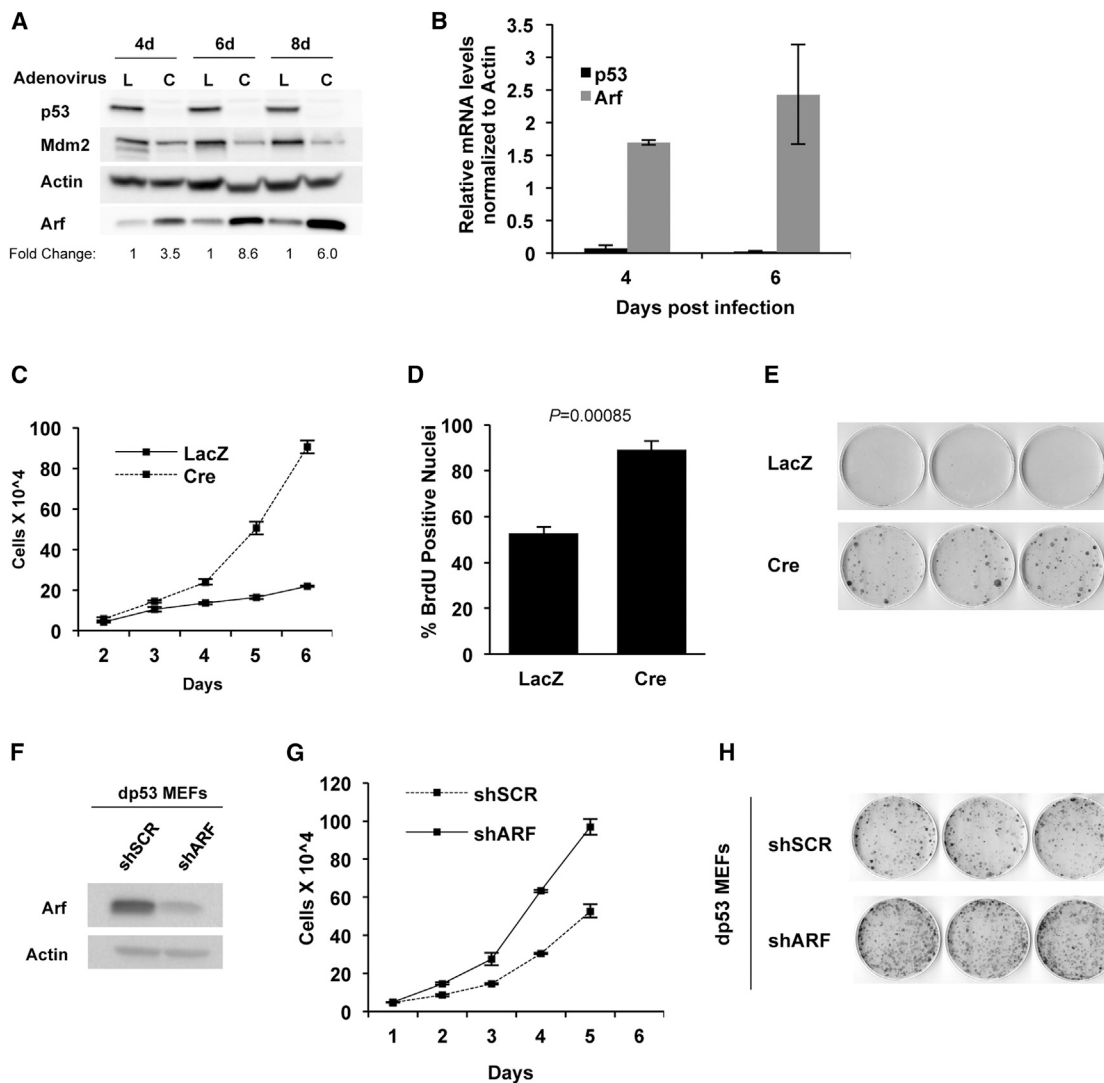 A
4d 6d 8d
Adenovirus L C L C L C
p53
Mdm2
Actin
Arf
Fold Change: 1 3.5 1 8.6 1 6.0
B
Relative mRNA levels
normalized to Actin
3.5
3
2.5
2
1.5
1
0.5
0
p53
Arf
4 6
Days post infection
C
Cells X 10^4
100
80
60
40
20
0
LacZ
Cre
2 3 4 5 6
Days
D
P=0.00085
% BrdU Positive Nuclei
100
80
60
40
20
0
LacZ Cre
E
LacZ
Cre
F
dp53 MEFs
shSCR shARF
Arf
Actin
G
Cells X 10^4
120
100
80
60
40
20
0
shSCR
shARF
1 2 3 4 5 6
Days
H
dp53 MEFs
shSCR
shARF